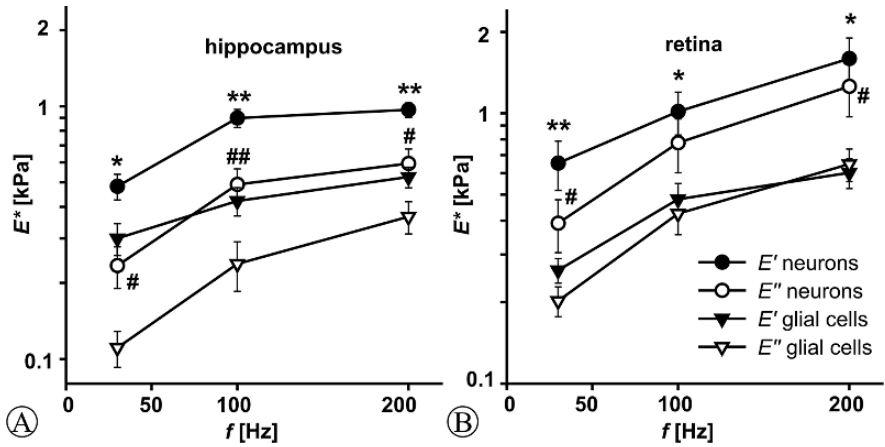 hippocampus
2
1
0.1
E* [kPa]
*
**
**
##
#
#
0
50
100
200
f [Hz]
A
retina
2
1
0.1
E* [kPa]
**
*
*
#
#
E′ neurons
E″ neurons
E′ glial cells
E″ glial cells
0
50
100
200
f [Hz]
B